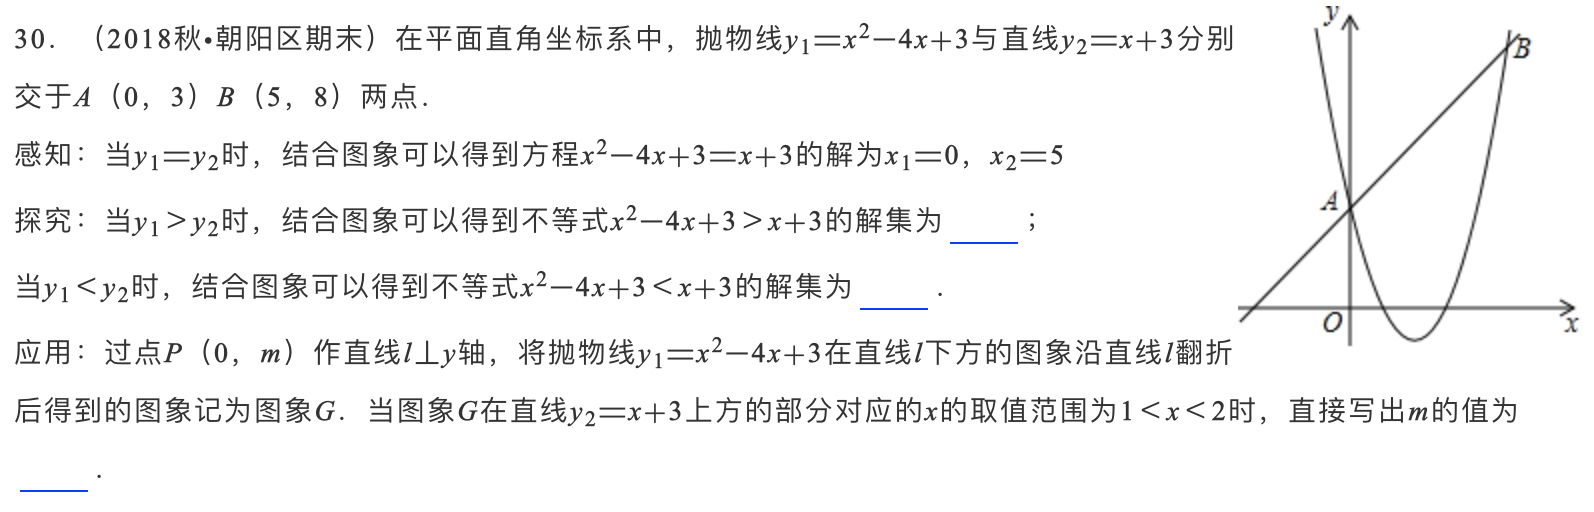 30. （2018秋•朝阳区期末）在平面直角坐标系中，抛物线y₁＝x²－4x+3与直线y₂＝x+3分别
交于A（0，3）B（5，8）两点.
感知：当y₁＝y₂时，结合图象可以得到方程x²－4x+3＝x+3的解为x₁＝0，x₂＝5
探究：当y₁＞y₂时，结合图象可以得到不等式x²－4x+3＞x+3的解集为____；
当y₁＜y₂时，结合图象可以得到不等式x²－4x+3＜x+3的解集为____.
应用：过点P（0，m）作直线l⊥y轴，将抛物线y₁＝x²－4x+3在直线l下方的图象沿直线l翻折
后得到的图象记为图象G. 当图象G在直线y₂＝x+3上方的部分对应的x的取值范围为1＜x＜2时，直接写出m的值为
____.
y
B
A
O
x